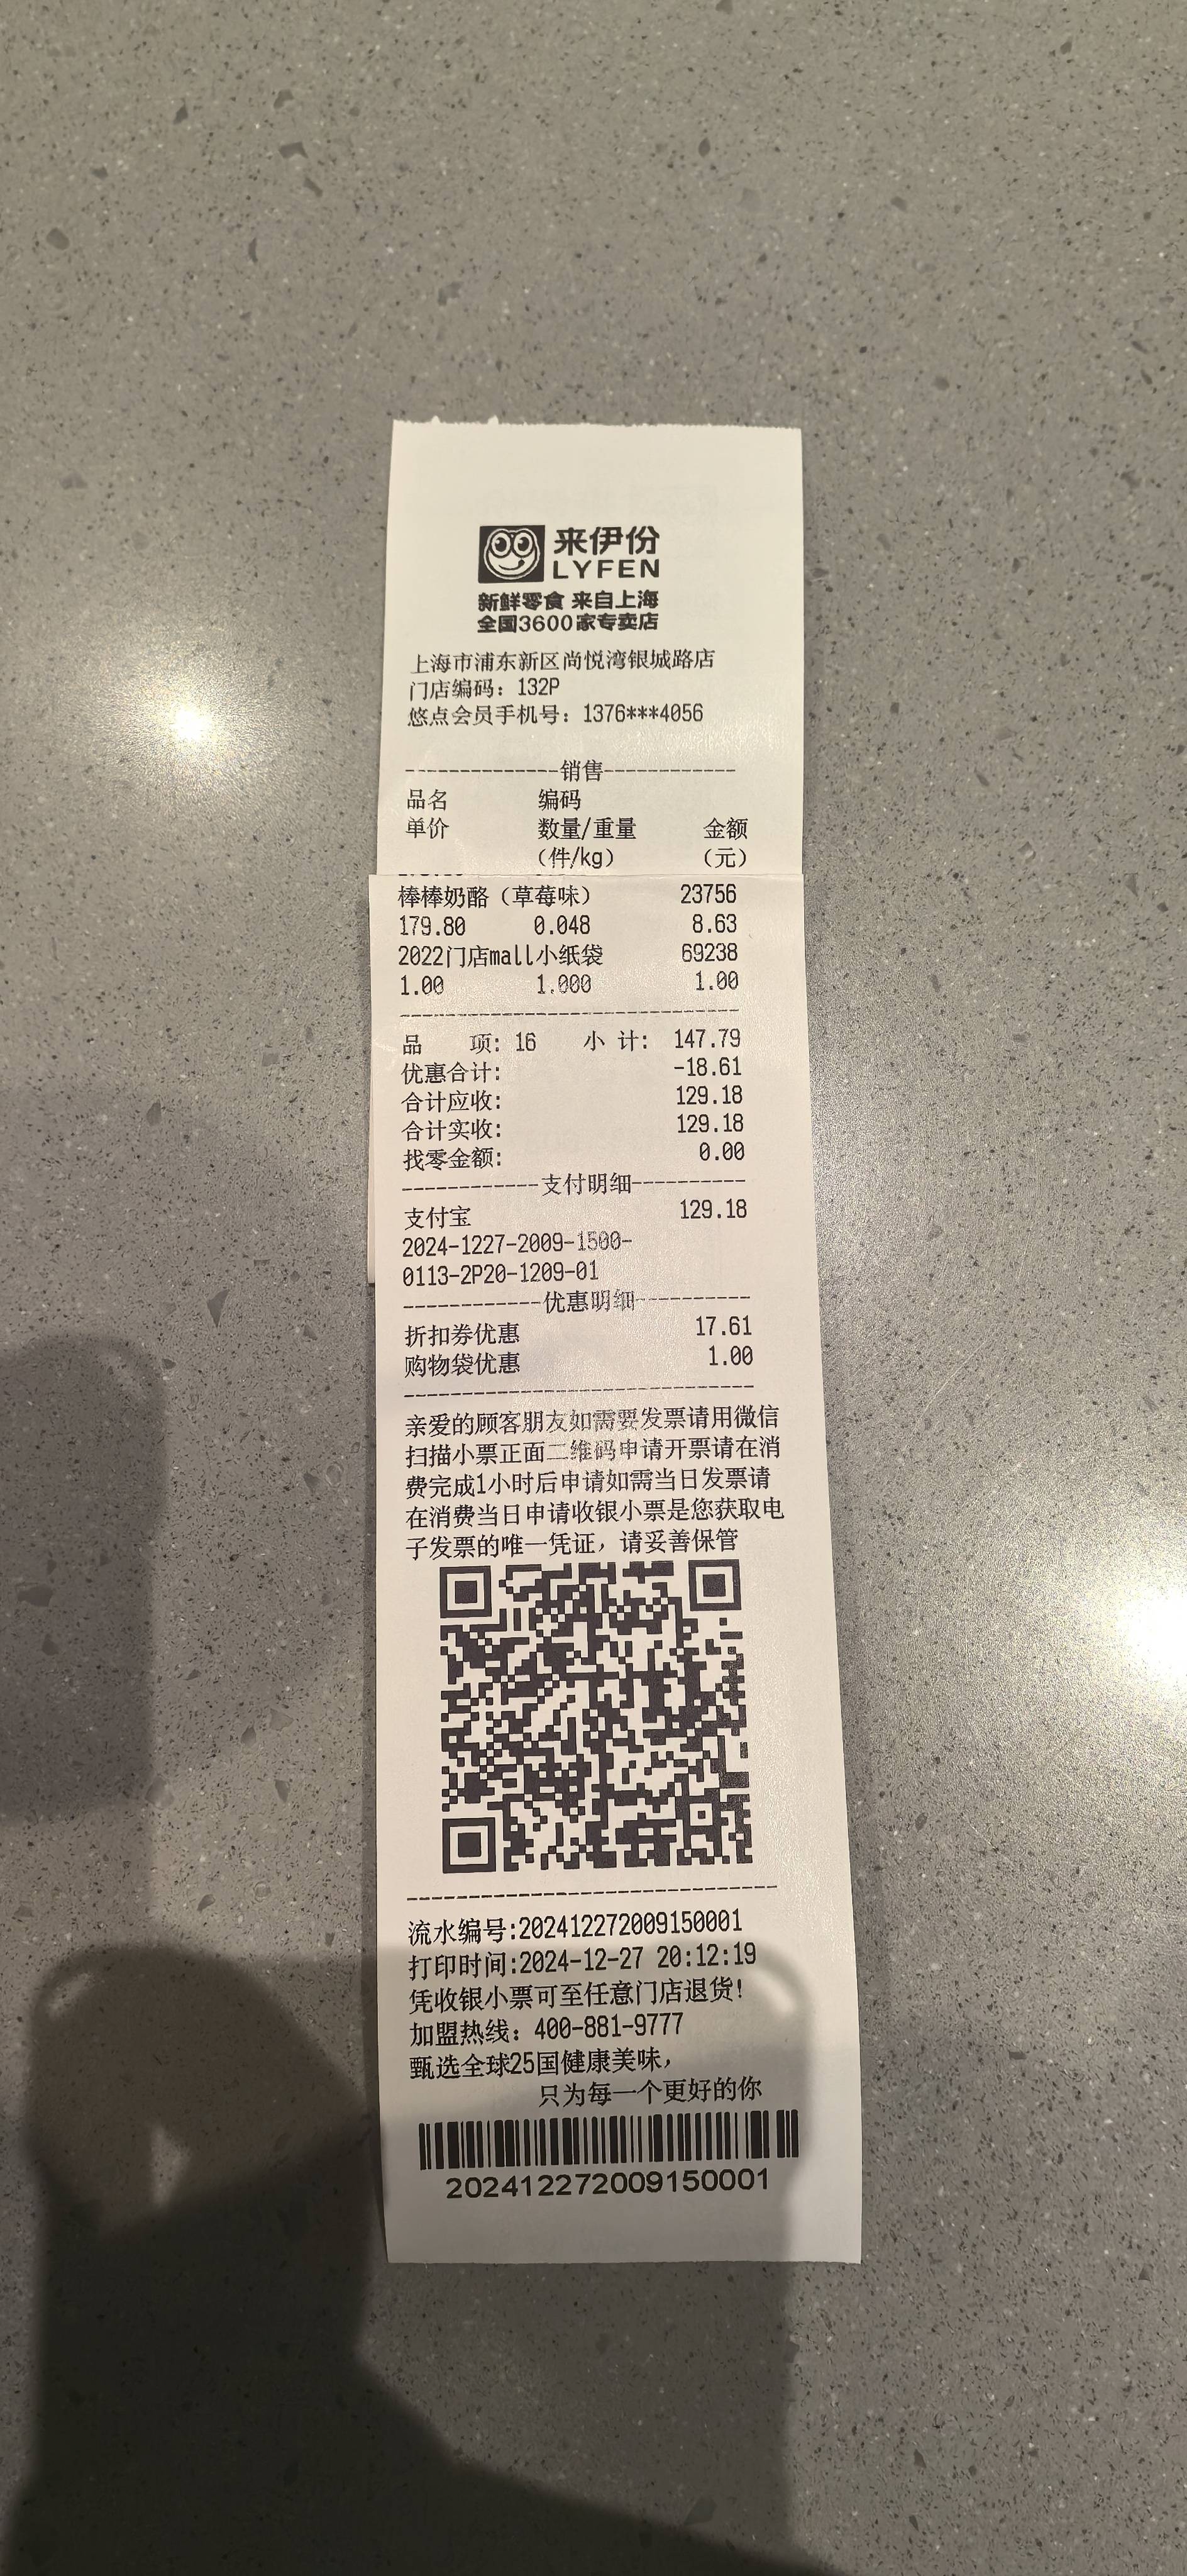 来伊份
LYFEN
新鲜零食 来自上海
全国3600家专卖店
上海市浦东新区尚悦湾银城路店
门店编码：132P
悠点会员手机号：1376***4056
--------------销售------------
品名 编码
单价 数量/重量 金额
（件/kg） （元）
棒棒奶酪（草莓味） 23756
179.80 0.048 8.63
2022门店mall小纸袋 69238
1.00 1.000 1.00
品 项: 16 小 计: 147.79
优惠合计: -18.61
合计应收: 129.18
合计实收: 129.18
找零金额: 0.00
------------支付明细----------
支付宝 129.18
2024-1227-2009-1500-
0113-2P20-1209-01
------------优惠明细----------
折扣券优惠 17.61
购物袋优惠 1.00
亲爱的顾客朋友如需要发票请用微信
扫描小票正面二维码申请开票请在消
费完成1小时后申请如需当日发票请
在消费当日申请收银小票是您获取电
子发票的唯一凭证，请妥善保管
流水编号:202412272009150001
打印时间:2024-12-27 20:12:19
凭收银小票可至任意门店退货!
加盟热线：400-881-9777
甄选全球25国健康美味，
只为每一个更好的你
202412272009150001